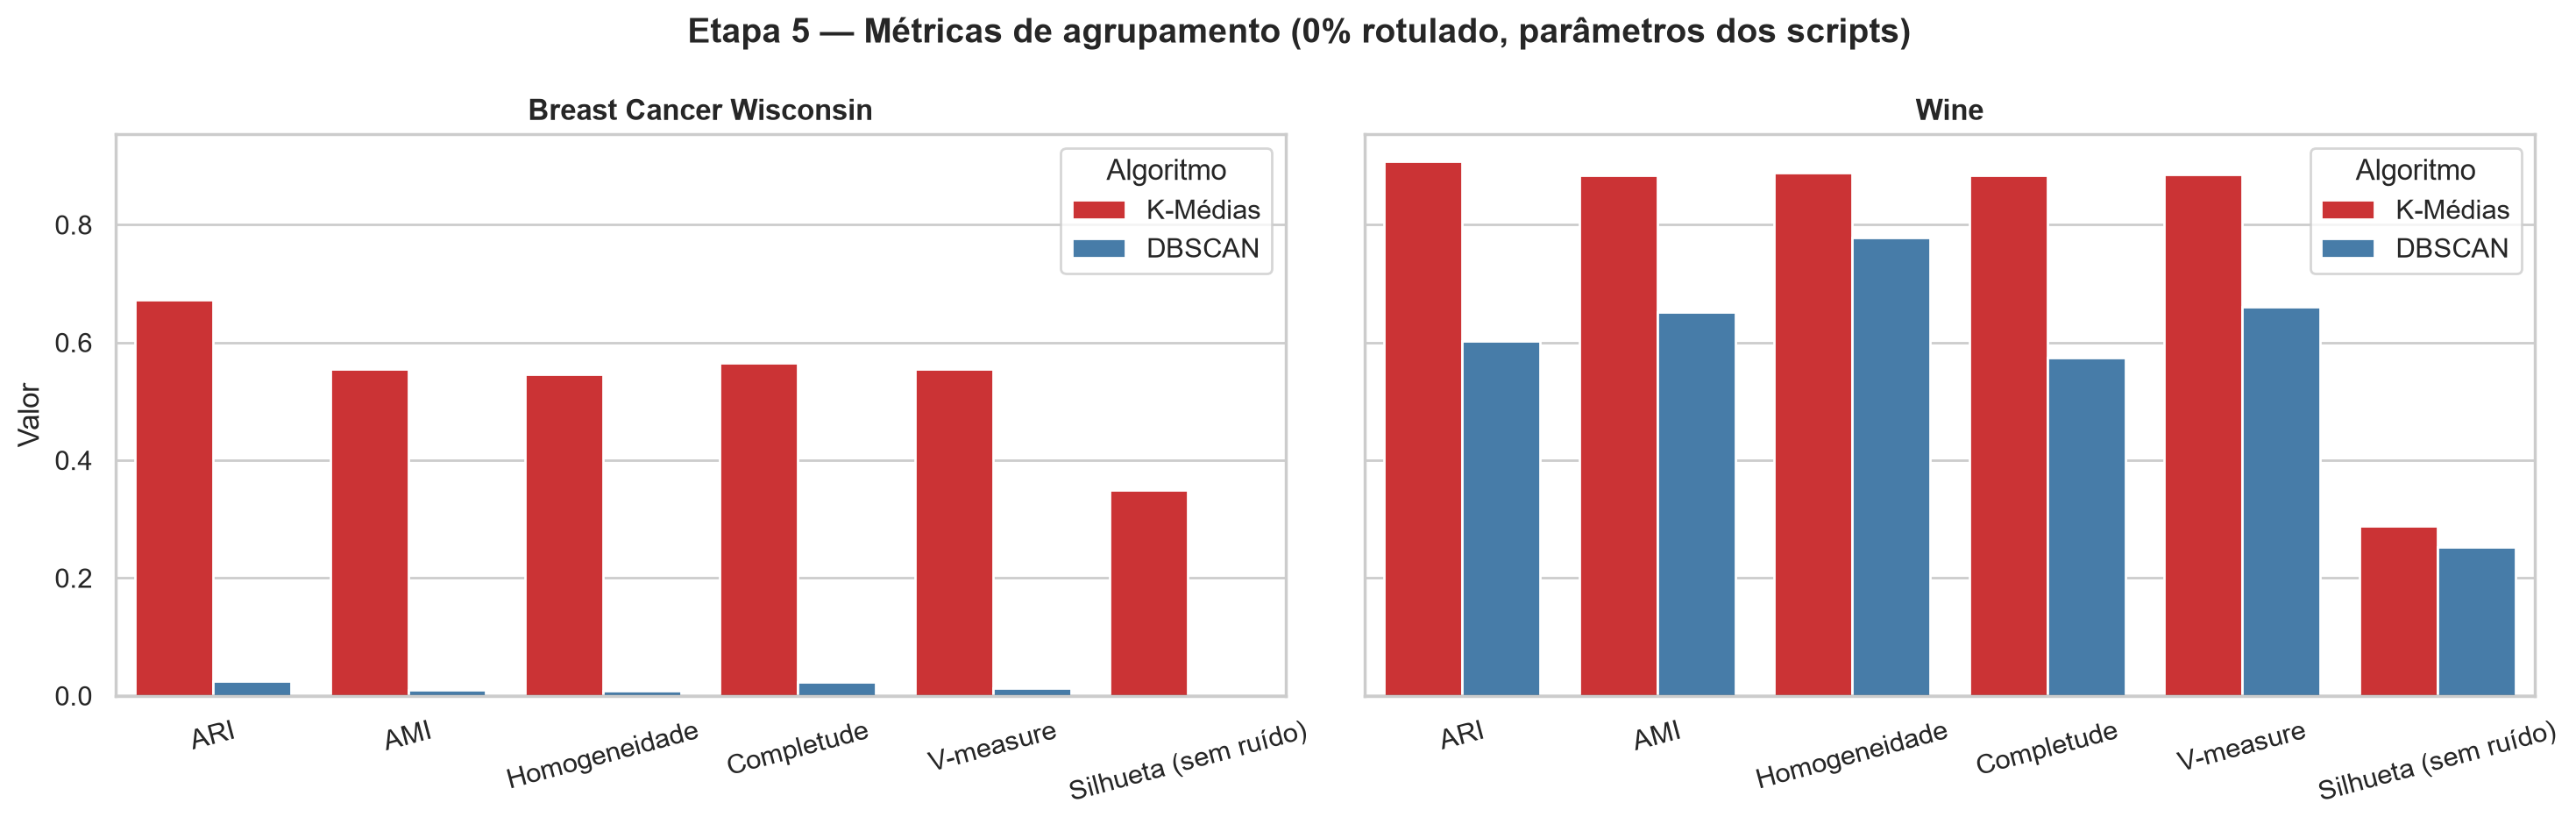 Etapa 5 — Métricas de agrupamento (0% rotulado, parâmetros dos scripts)
Breast Cancer Wisconsin
Valor
0.8
0.6
0.4
0.2
0.0
Algoritmo
K-Médias
DBSCAN
ARI
AMI
Homogeneidade
Completude
V-measure
Silhueta (sem ruído)
Wine
Algoritmo
K-Médias
DBSCAN
ARI
AMI
Homogeneidade
Completude
V-measure
Silhueta (sem ruído)